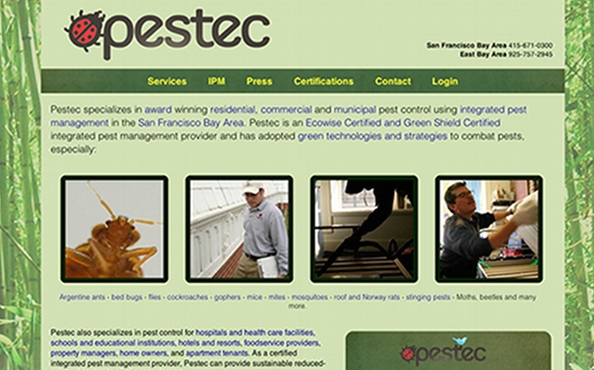 pestec
San Francisco Bay Area 415-671-0300
East Bay Area 925-757-2945
Services IPM Press Certifications Contact Login
Pestec specializes in award winning residential, commercial and municipal pest control using integrated pest
management in the San Francisco Bay Area. Pestec is an Ecowise Certified and Green Shield Certified
integrated pest management provider and has adopted green technologies and strategies to combat pests,
especially:
Argentine ants - bed bugs - flies - cockroaches - gophers - mice - mites - mosquitoes - roof and Norway rats - stinging pests - Moths, beetles and many
more.
Pestec also specializes in pest control for hospitals and health care facilities,
schools and educational institutions, hotels and resorts, foodservice providers,
property managers, home owners, and apartment tenants. As a certified
integrated pest management provider, Pestec can provide sustainable reduced-
pestec